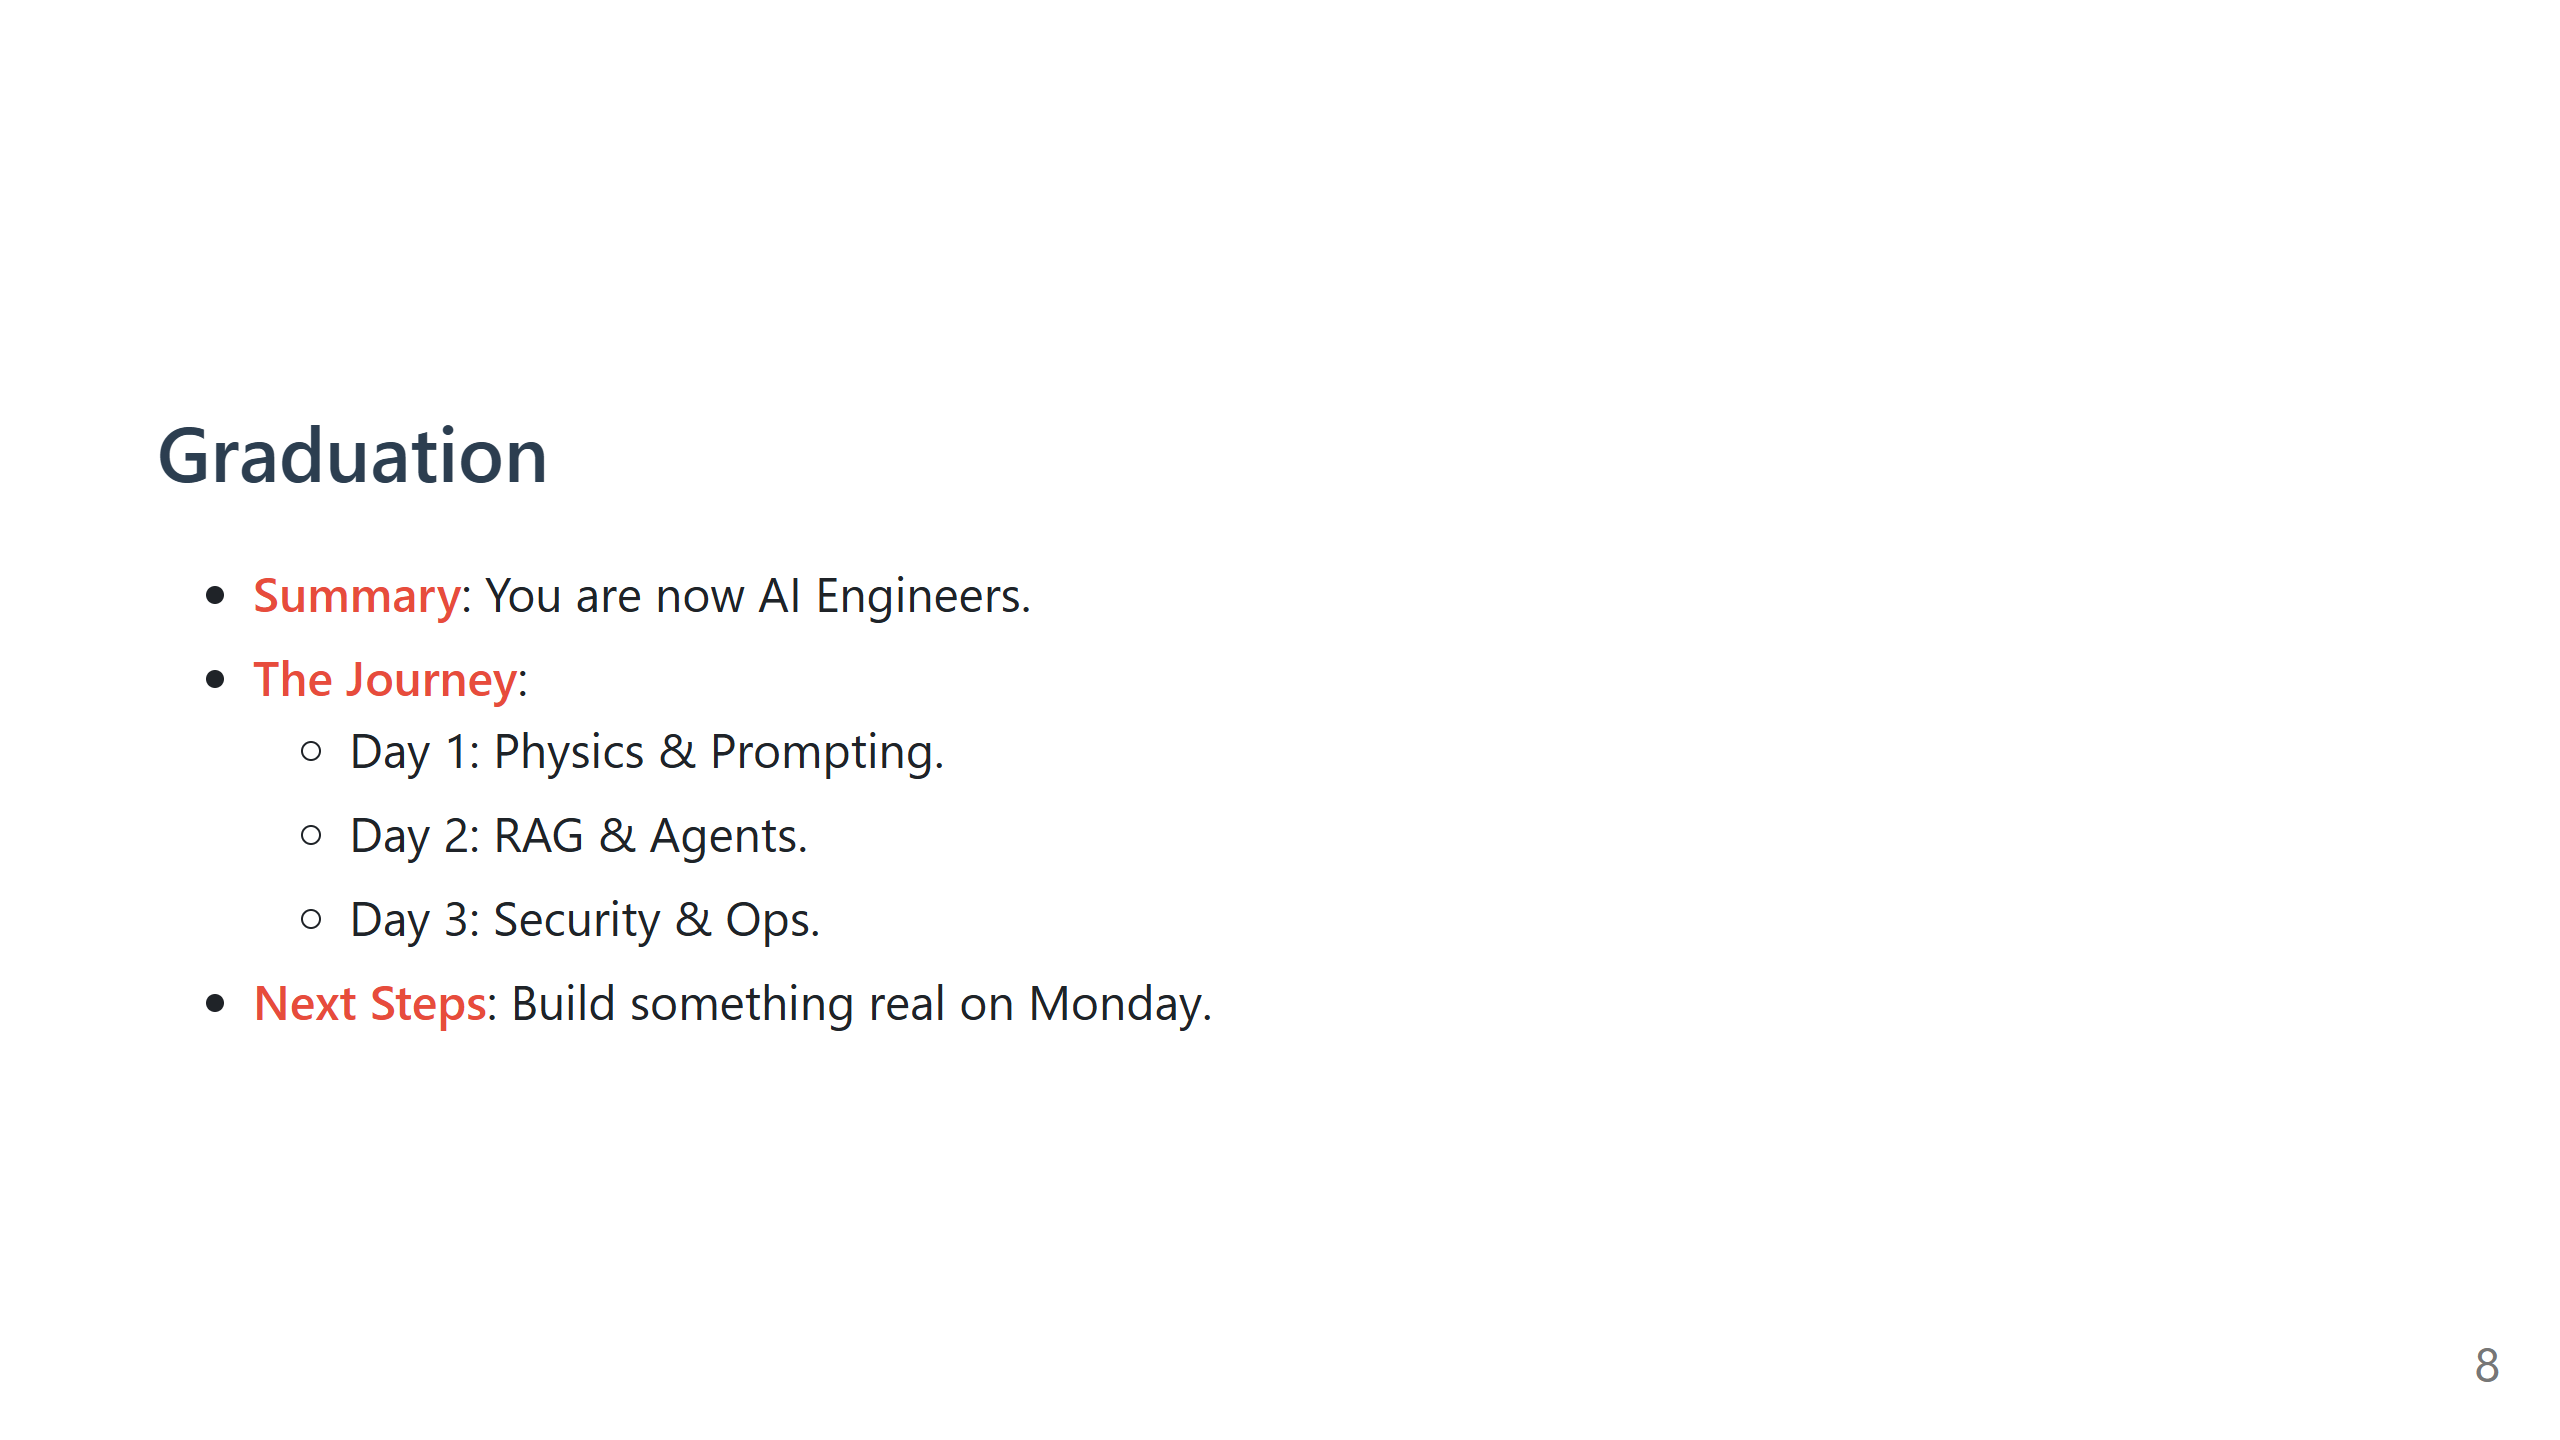 Graduation
Summary: You are now AI Engineers.
The Journey:
Day 1: Physics & Prompting.
Day 2: RAG & Agents.
Day 3: Security & Ops.
Next Steps: Build something real on Monday.
8